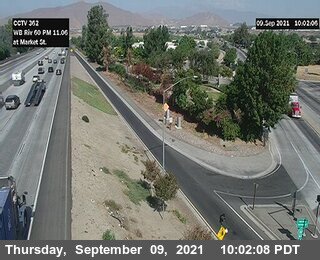 CCTV 362
WB Riv 60 PM 11.06
at Market St.
09.Sep 2021 10:02:06
Thursday, September 09, 2021 10:02:08 PDT